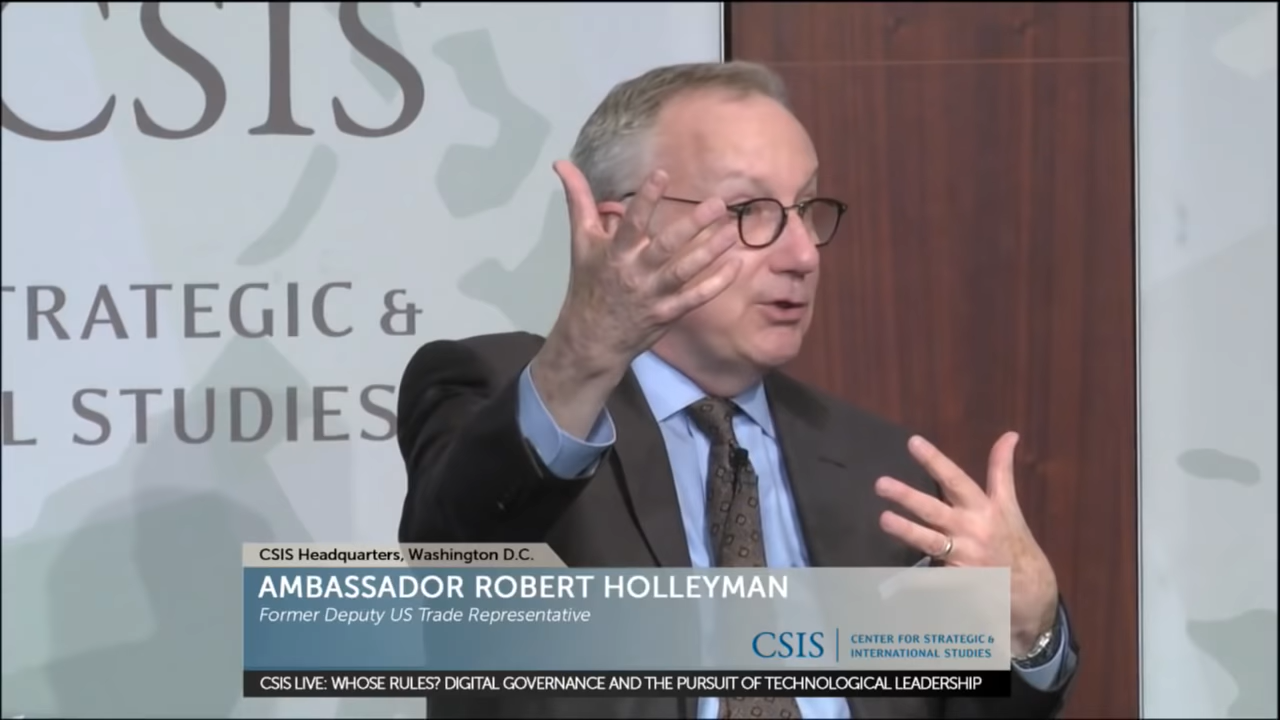 CSIS
TRATEGIC &
L STUDIES
CSIS Headquarters, Washington D.C.
AMBASSADOR ROBERT HOLLEYMAN
Former Deputy US Trade Representative
CSIS | CENTER FOR STRATEGIC &
INTERNATIONAL STUDIES
CSIS LIVE: WHOSE RULES? DIGITAL GOVERNANCE AND THE PURSUIT OF TECHNOLOGICAL LEADERSHIP